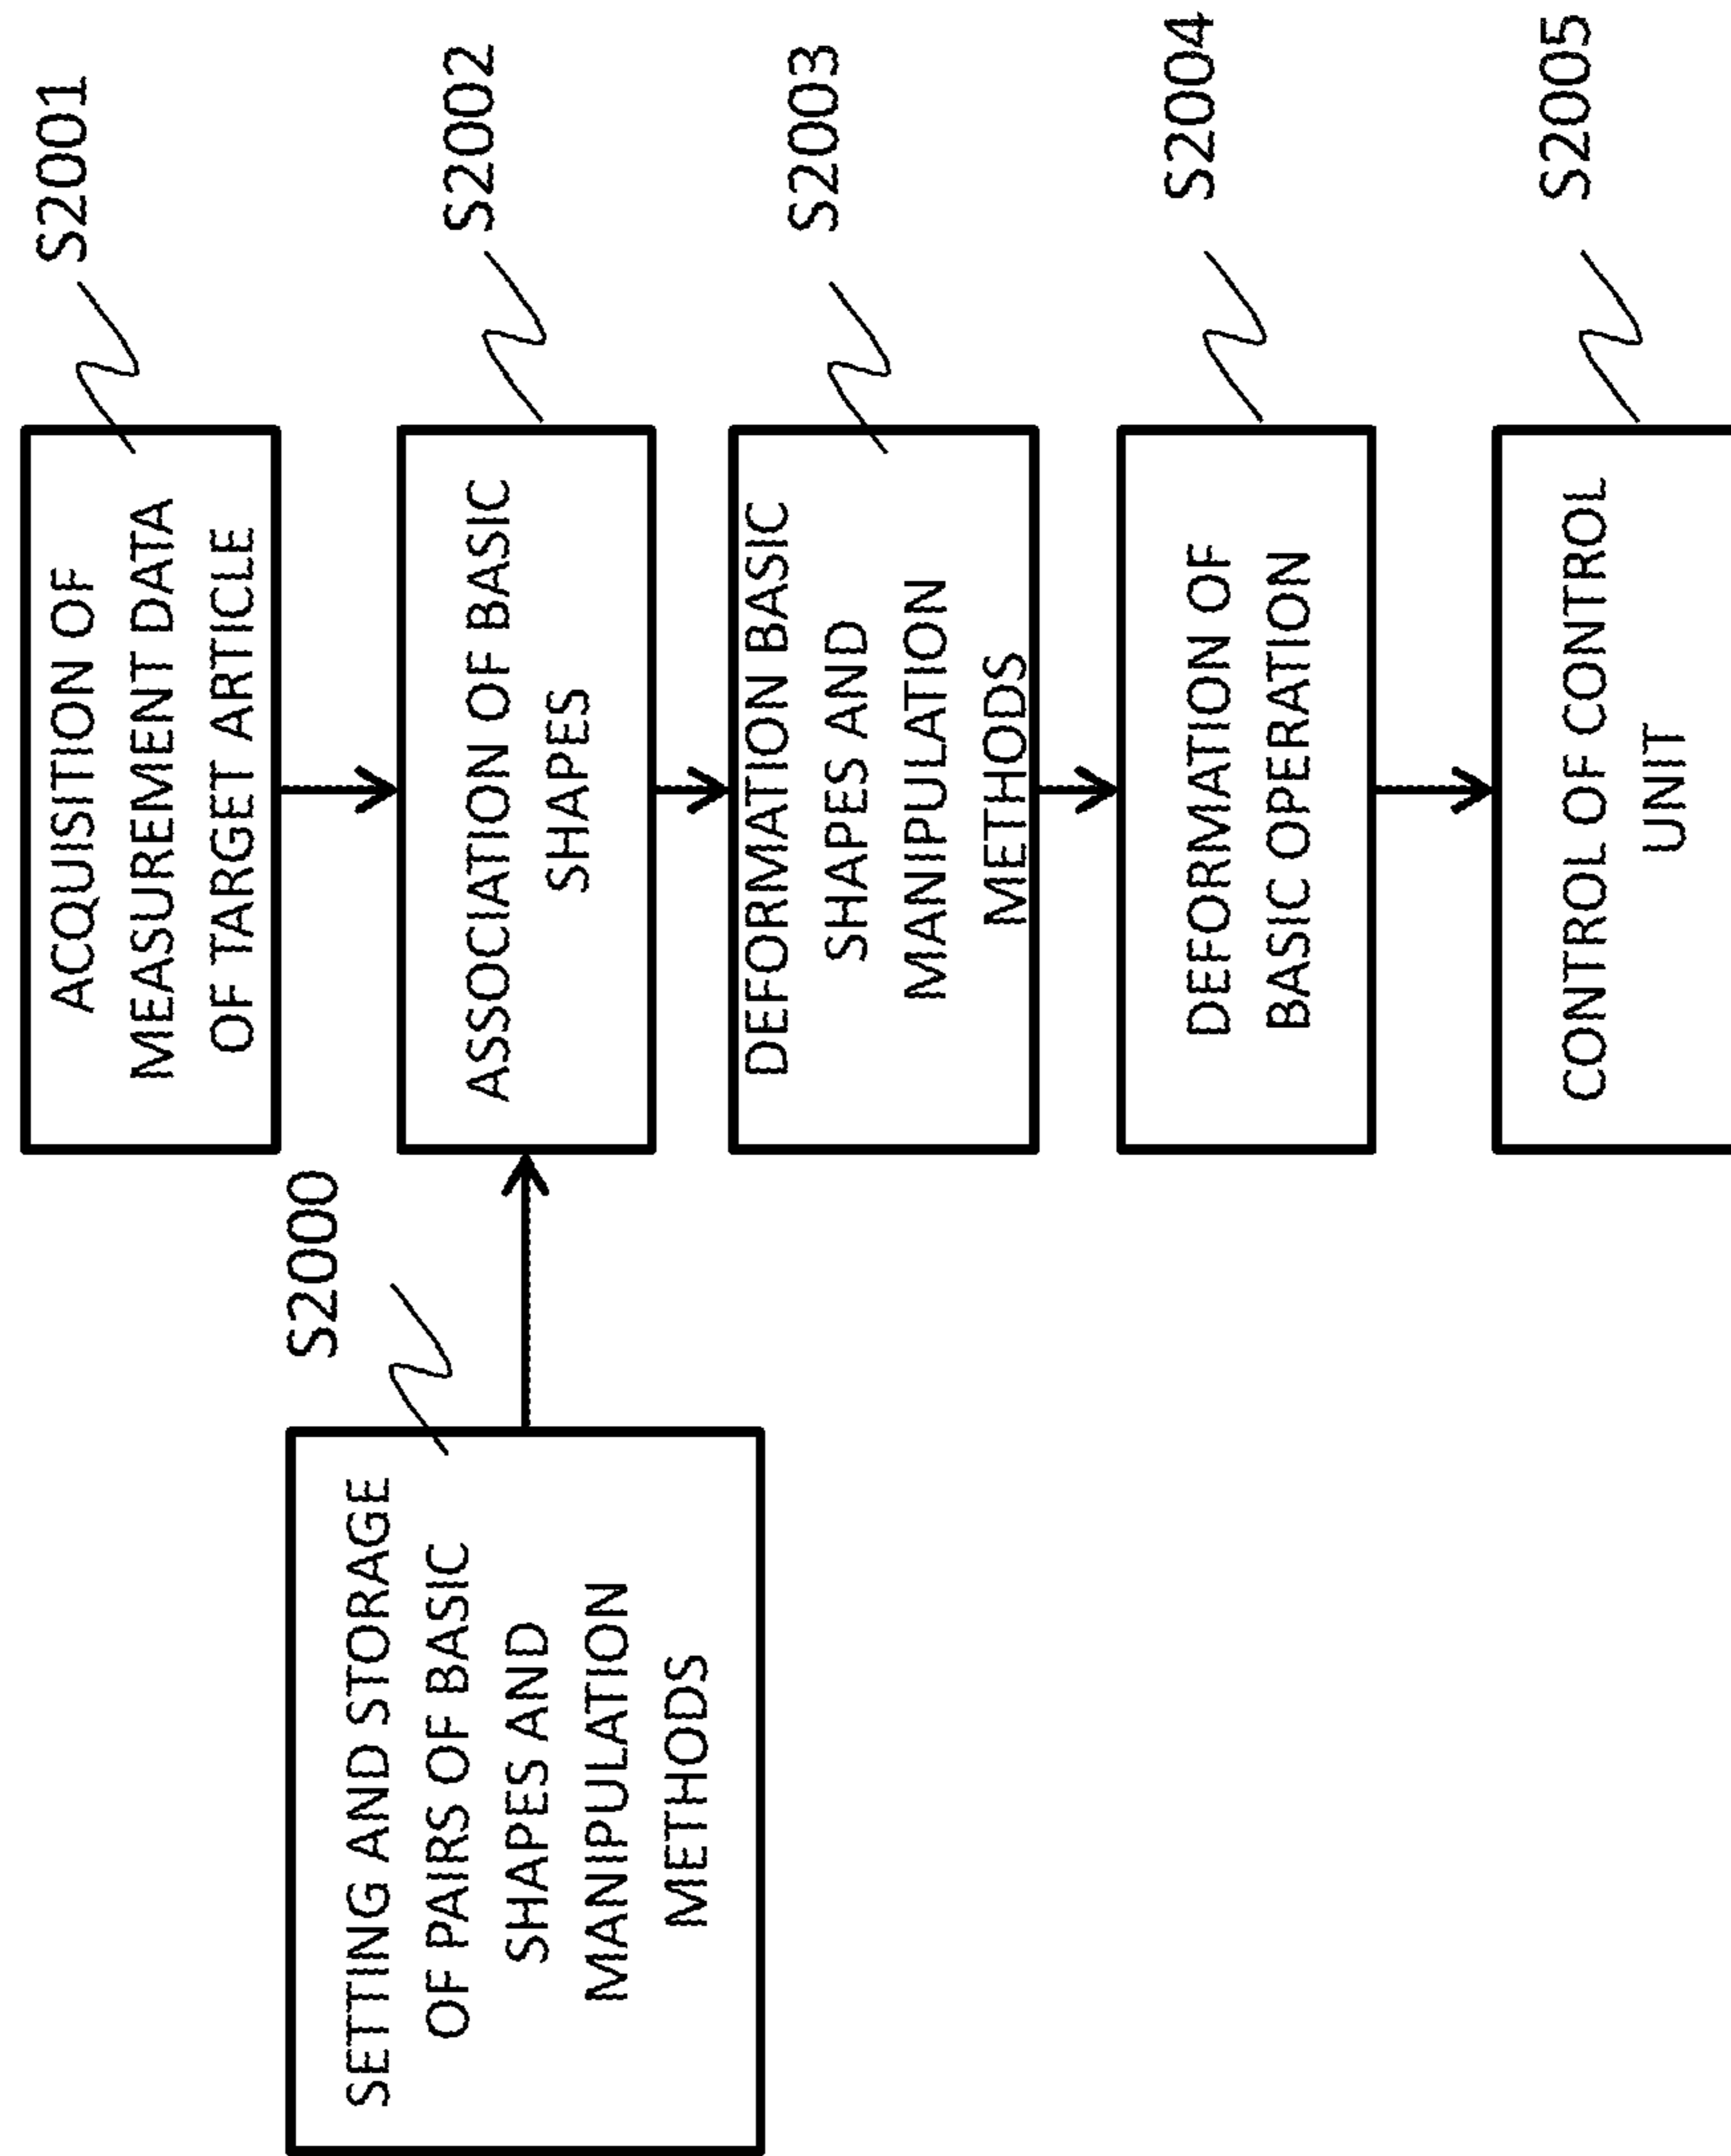 S2001
ACQUISITION OF
MEASUREMENT DATA
OF TARGET ARTICLE
S2000
SETTING AND STORAGE
OF PAIRS OF BASIC
SHAPES AND
MANIPULATION
METHODS
S2002
ASSOCIATION OF BASIC
SHAPES
S2003
DEFORMATION BASIC
SHAPES AND
MANIPULATION
METHODS
S2004
DEFORMATION OF
BASIC OPERATION
S2005
CONTROL OF CONTROL
UNIT